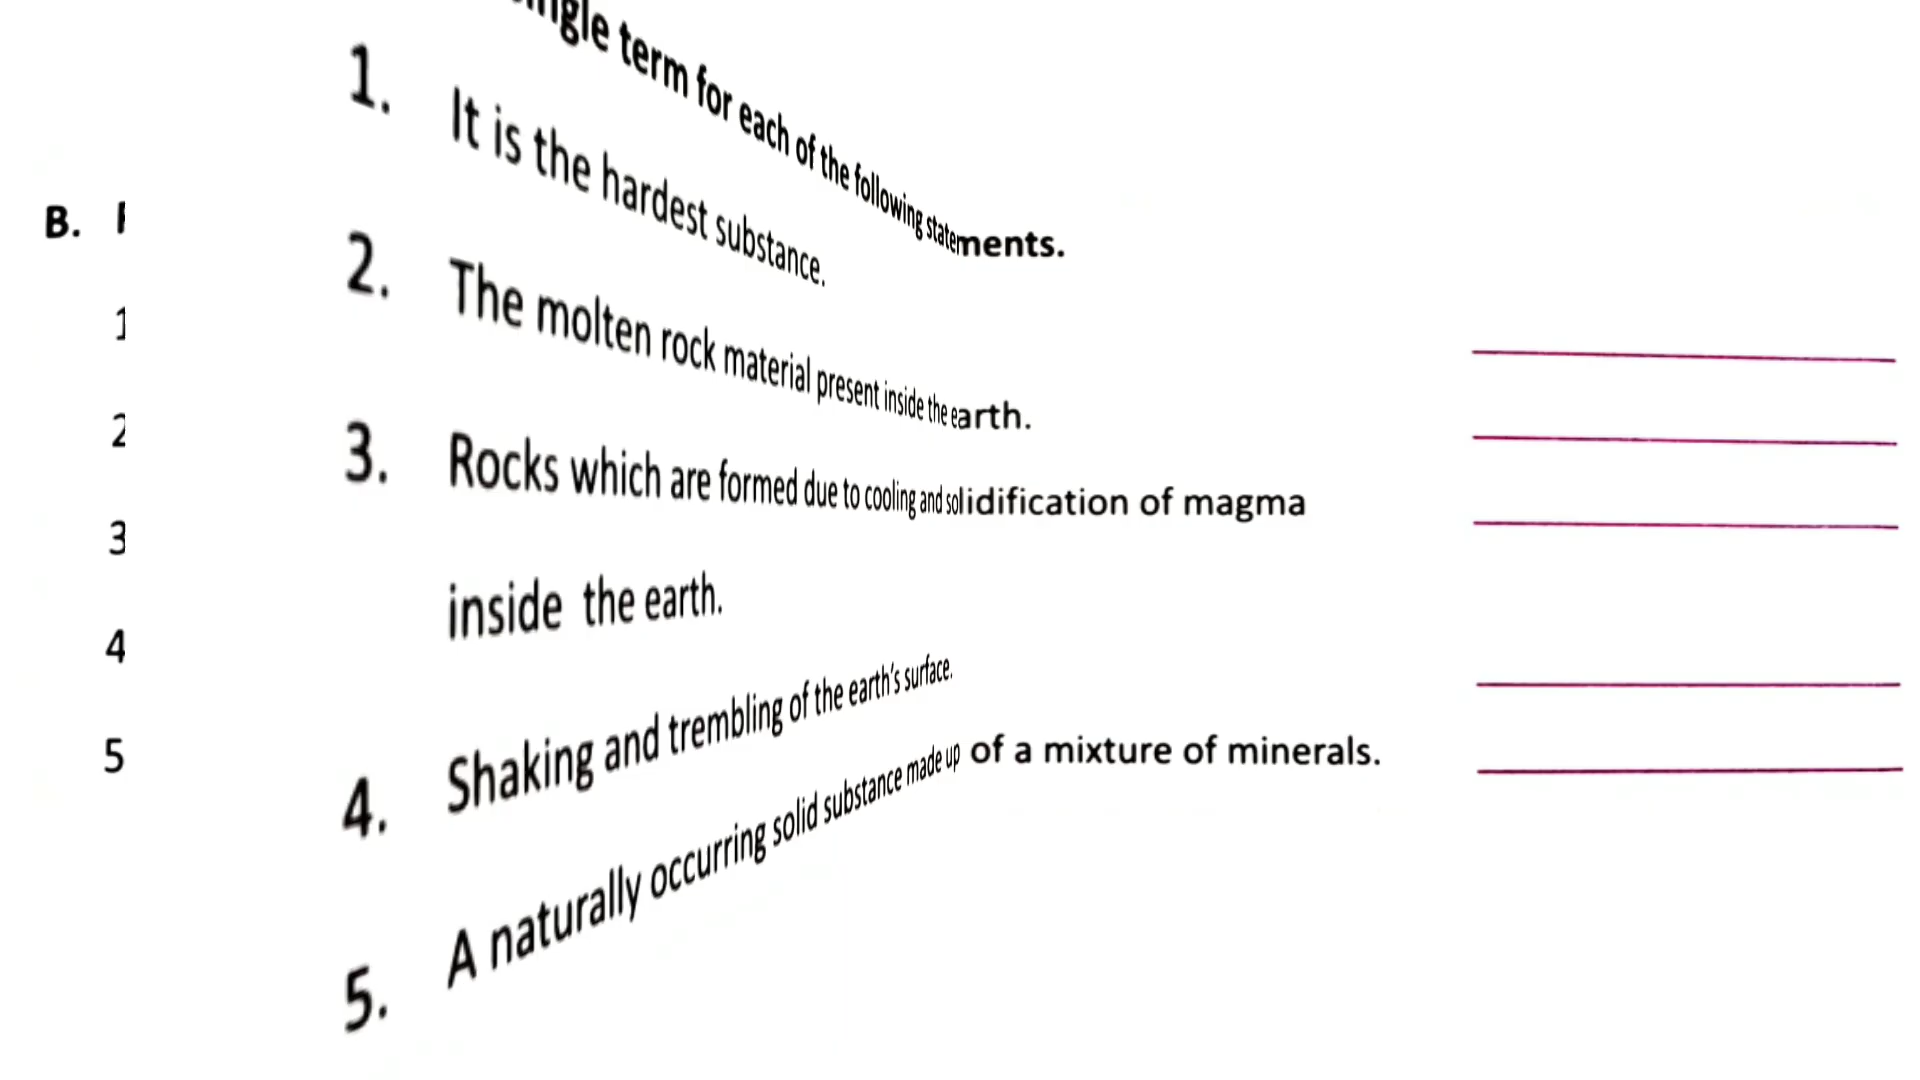 term for each of the following statements.
1. It is the hardest substance.
2. The molten rock material present inside the earth.
3. Rocks which are formed due to cooling and solidification of magma
inside the earth.
4. Shaking and trembling of the earth's surface.
5. A naturally occurring solid substance made up of a mixture of minerals.
B.
1
2
3
4
5